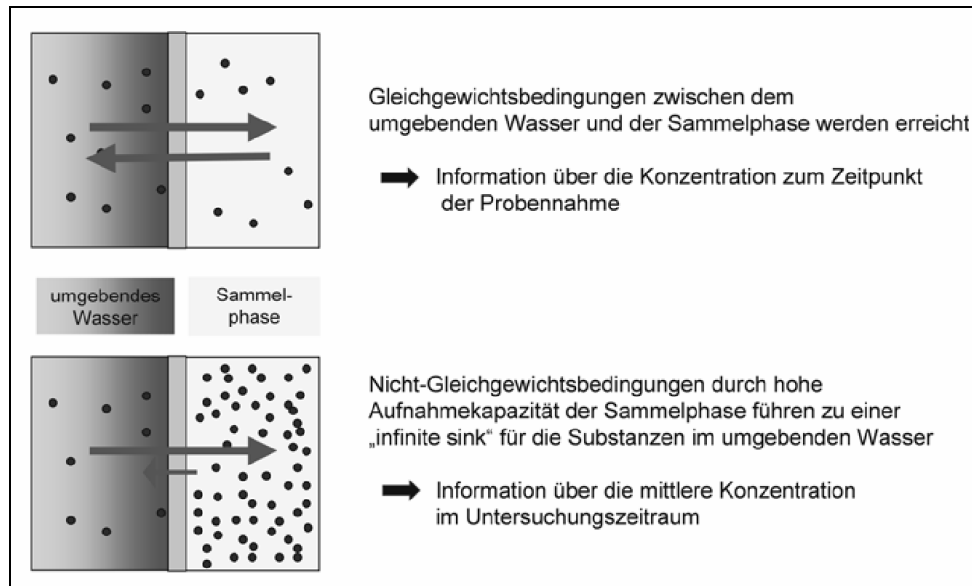 Gleichgewichtsbedingungen zwischen dem
umgebenden Wasser und der Sammelphase werden erreicht
Information über die Konzentration zum Zeitpunkt
der Probennahme
umgebendes
Wasser
Sammel-
phase
Nicht-Gleichgewichtsbedingungen durch hohe
Aufnahmekapazität der Sammelphase führen zu einer
„infinite sink“ für die Substanzen im umgebenden Wasser
Information über die mittlere Konzentration
im Untersuchungszeitraum